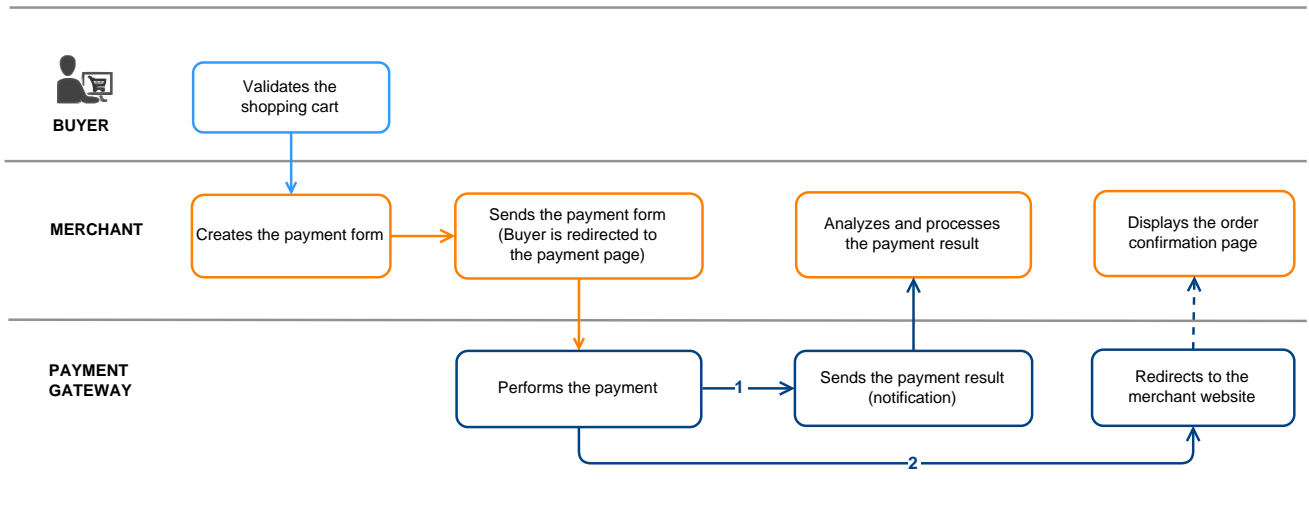 Validates the
shopping cart
BUYER
MERCHANT
Creates the payment form
Sends the payment form
(Buyer is redirected to
the payment page)
Analyzes and processes
the payment result
Displays the order
confirmation page
PAYMENT
GATEWAY
Performs the payment
1
Sends the payment result
(notification)
Redirects to the
merchant website
2